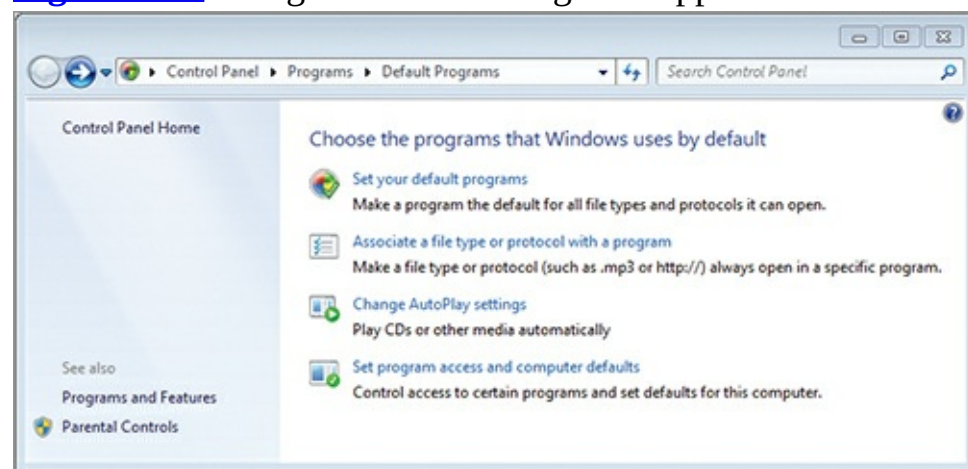 Control Panel Programs Default Programs Search Control Panel
Control Panel Home
Choose the programs that Windows uses by default
Set your default programs
Make a program the default for all file types and protocols it can open.
Associate a file type or protocol with a program
Make a file type or protocol (such as .mp3 or http://) always open in a specific program.
Change AutoPlay settings
Play CDs or other media automatically
Set program access and computer defaults
Control access to certain programs and set defaults for this computer.
See also
Programs and Features
Parental Controls